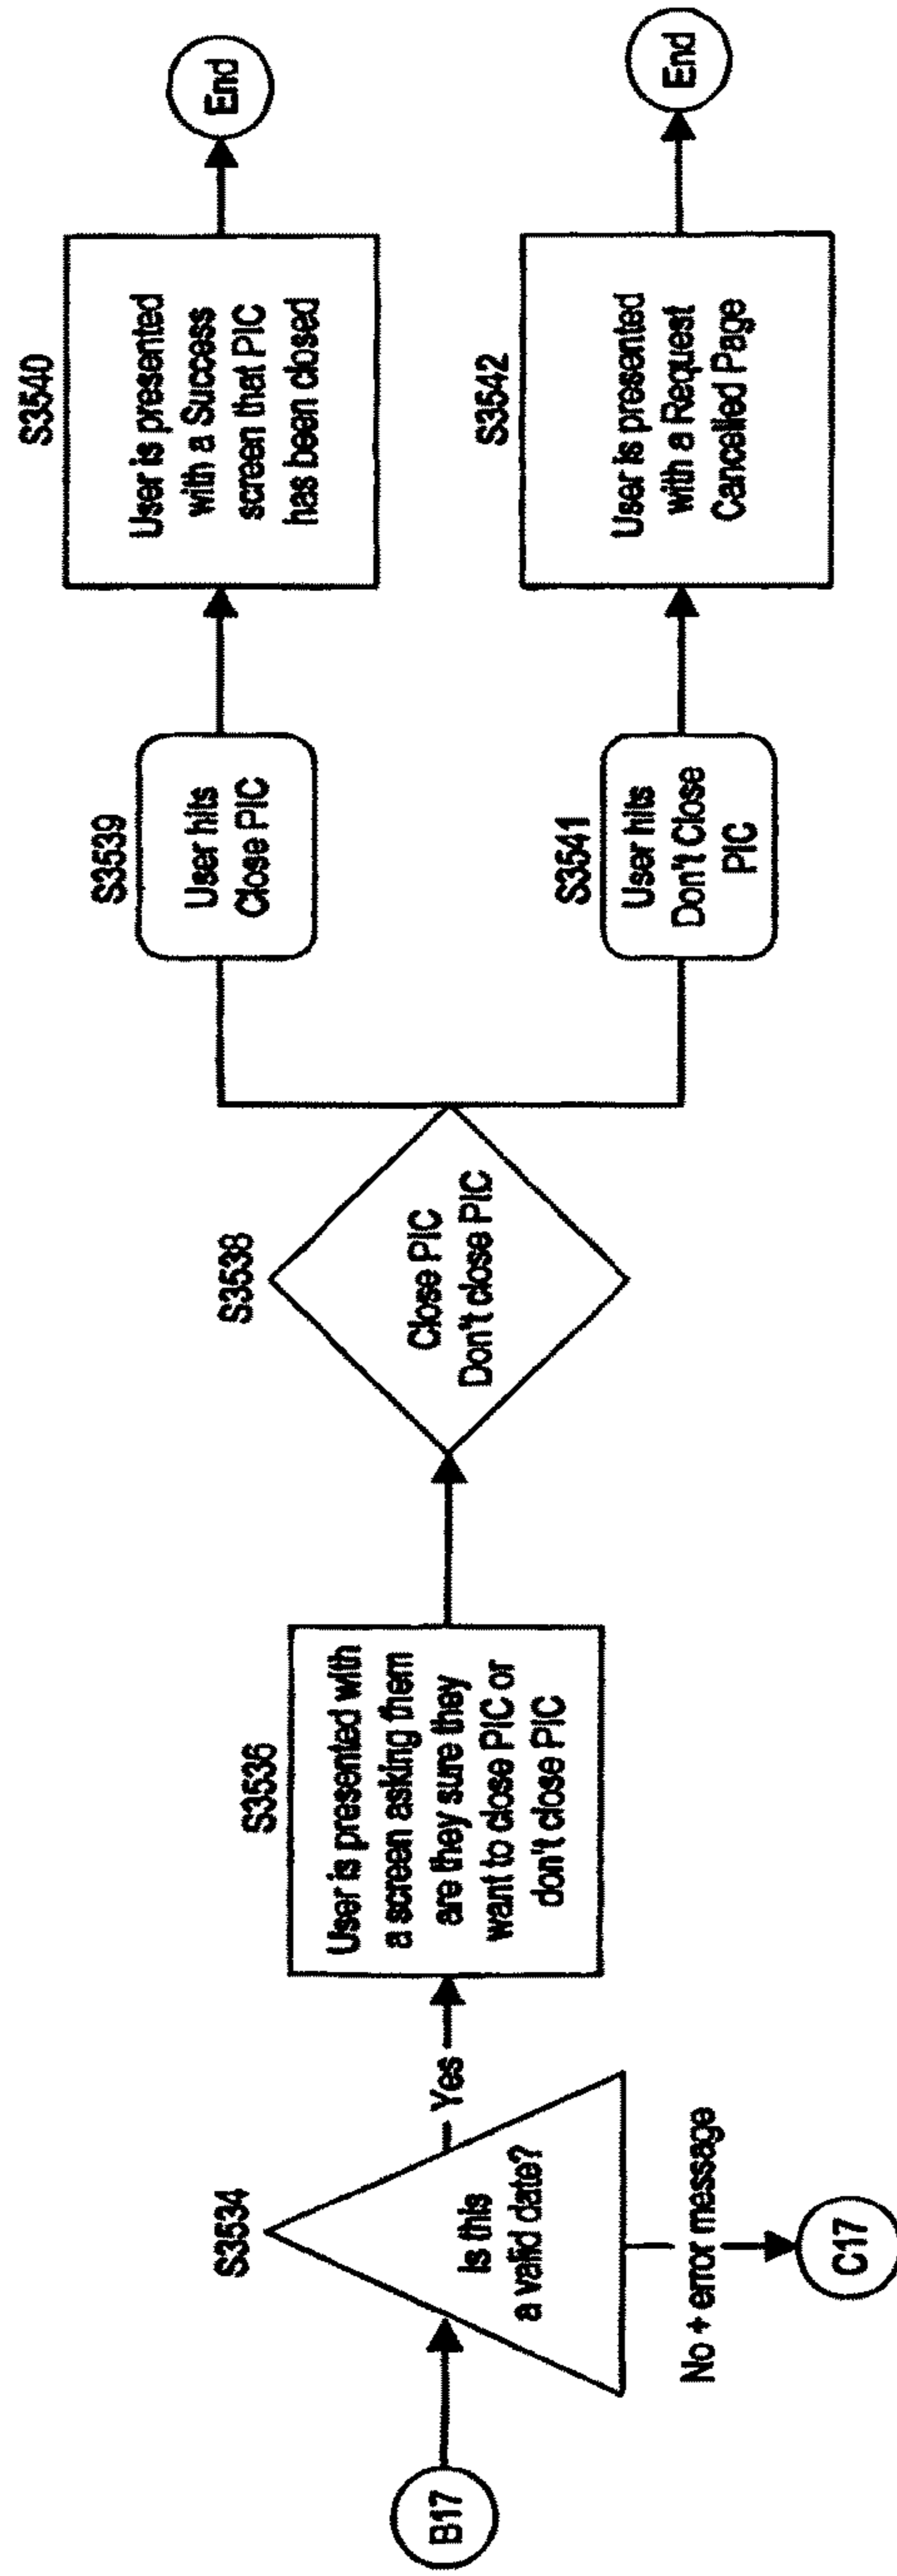 B17
S3534
Is this
a valid date?
Yes
No + error message
C17
S3536
User is presented with
a screen asking them
are they sure they
want to close PIC or
don't close PIC
S3538
Close PIC
Don't close PIC
S3539
User hits
Close PIC
S3540
User is presented
with a Success
screen that PIC
has been closed
End
S3541
User hits
Don't Close
PIC
S3542
User is presented
with a Request
Cancelled Page
End